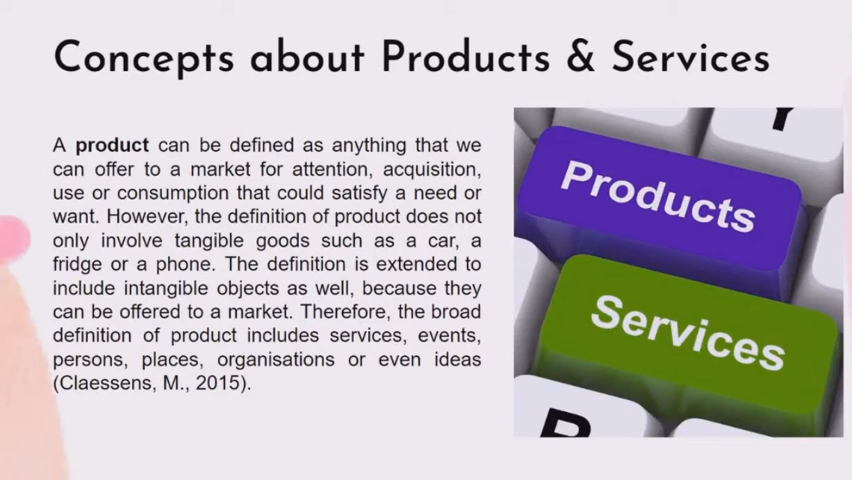 Concepts about Products & Services
A product can be defined as anything that we
can offer to a market for attention, acquisition,
use or consumption that could satisfy a need or
want. However, the definition of product does not
only involve tangible goods such as a car, a
fridge or a phone. The definition is extended to
include intangible objects as well, because they
can be offered to a market. Therefore, the broad
definition of product includes services, events,
persons, places, organisations or even ideas
(Claessens, M., 2015).
Y
Products
Services